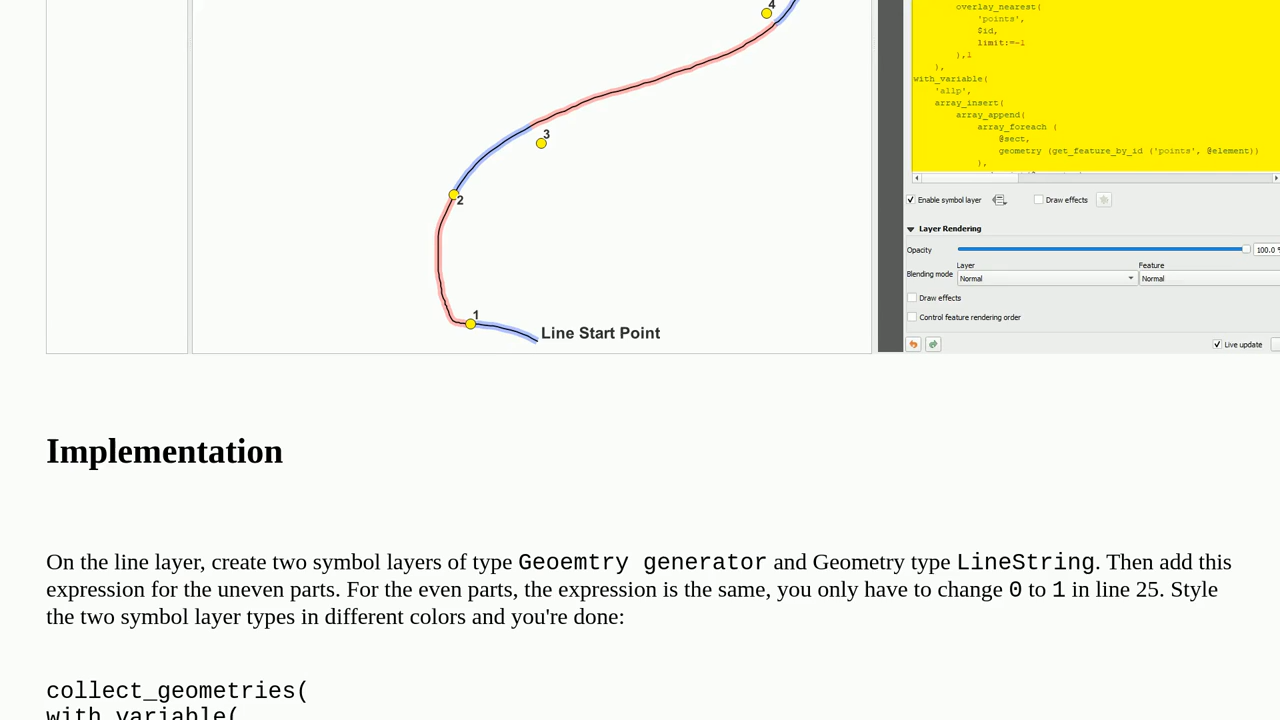 4
overlay_nearest(
'points',
$id,
limit:=-1
),1
),
with_variable(
'alip',
array_insert(
array_append(
array_foreach (
@sect,
geometry (get_feature_by_id ('points', @element))
),
3
2
1
Line Start Point
Enable symbol layer
Draw effects
Layer Rendering
Opacity
100.0 %
Layer
Feature
Blending mode
Normal
Normal
Draw effects
Control feature rendering order
Live update
Implementation
On the line layer, create two symbol layers of type Geoemtry generator and Geometry type LineString. Then add this
expression for the uneven parts. For the even parts, the expression is the same, you only have to change 0 to 1 in line 25. Style
the two symbol layer types in different colors and you're done:
collect_geometries(
with_variable(